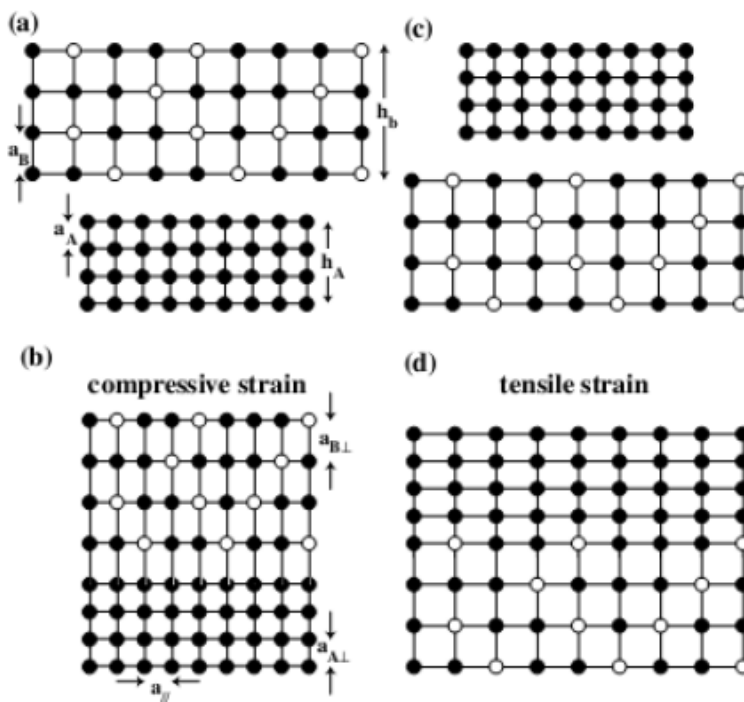 (a)
(c)
h_b
a_B
a_A
h_A
(b)
(d)
compressive strain
tensile strain
a_B⊥
a_A⊥
a_//